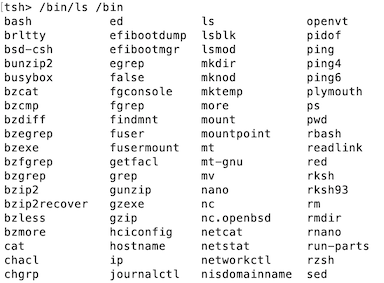 tsh> /bin/ls /bin
bash ed ls openvt
brltty efibootdump lsblk pidof
bsd-csh efibootmgr lsmod ping
bunzip2 egrep mkdir ping4
busybox false mknod ping6
bzcat fgconsole mktemp plymouth
bzcmp fgrep more ps
bzdiff findmnt mount pwd
bzegrep fuser mountpoint rbash
bzexe fusermount mt readlink
bzfgrep getfacl mt-gnu red
bzgrep grep mv rksh
bzip2 gunzip nano rksh93
bzip2recover gzexe nc rm
bzless gzip nc.openbsd rmdir
bzmore hciconfig netcat rnano
cat hostname netstat run-parts
chacl ip networkctl rzsh
chgrp journalctl nisdomainname sed